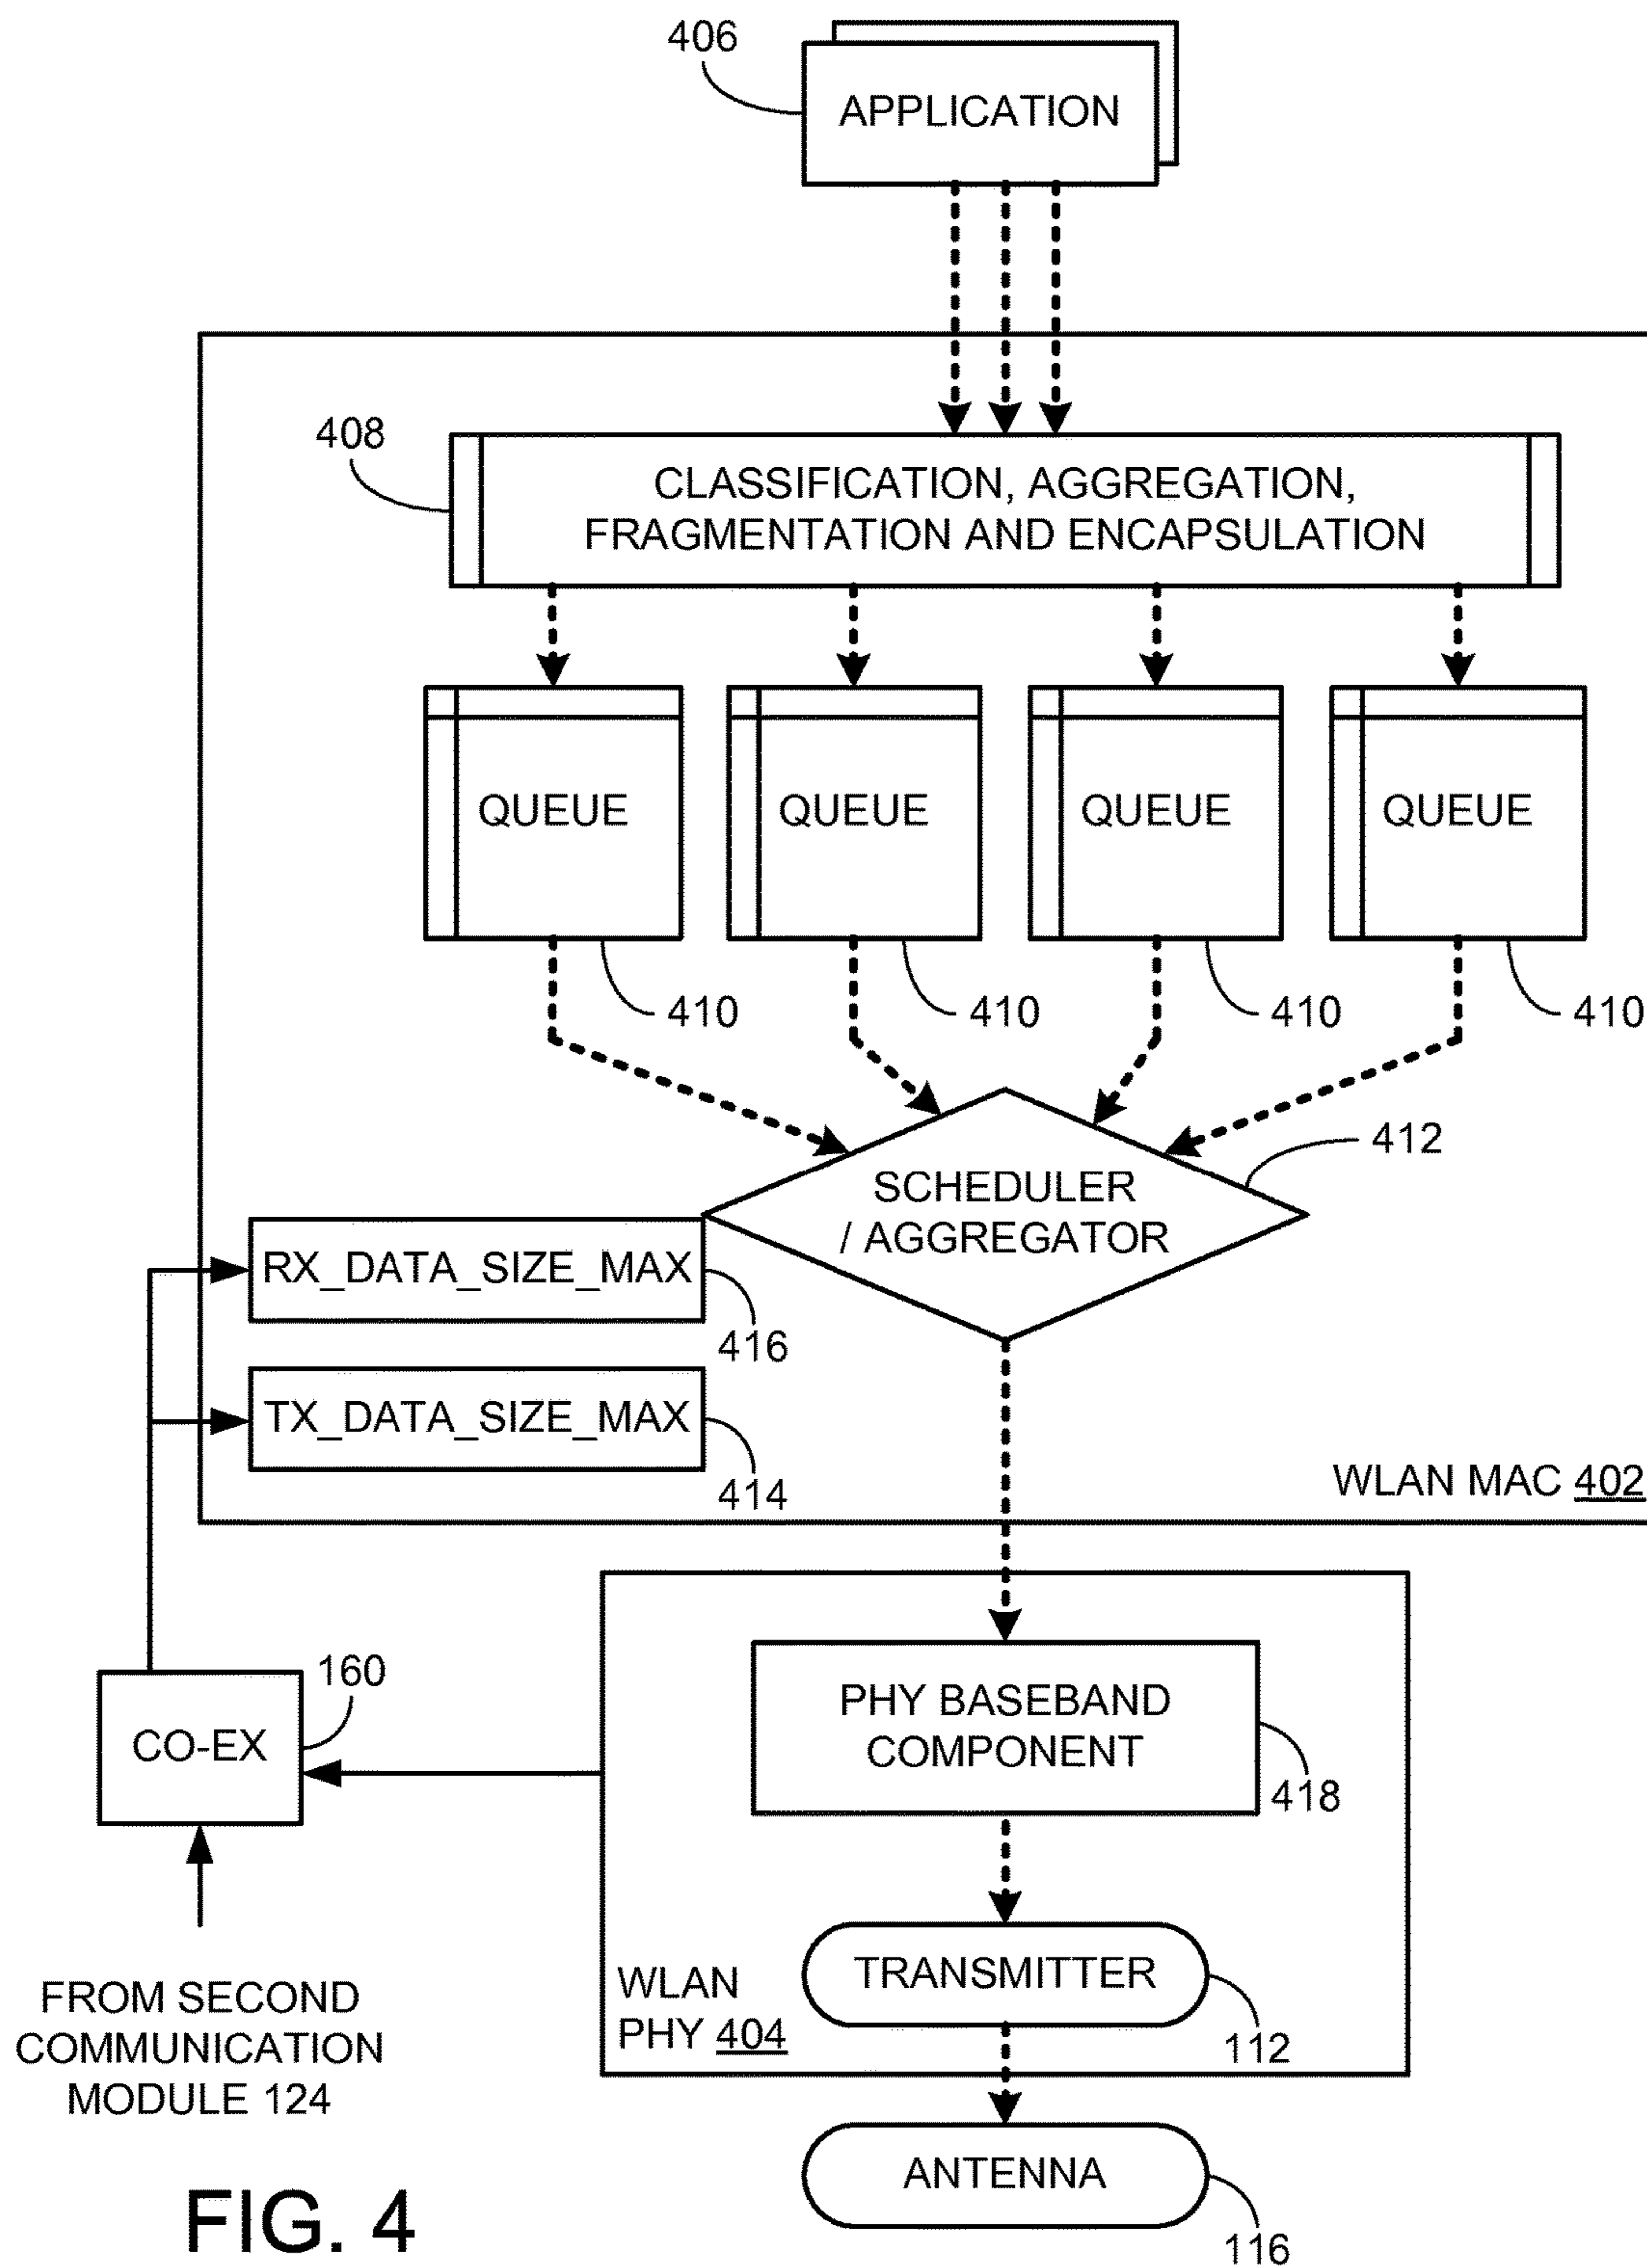 406
APPLICATION
408
CLASSIFICATION, AGGREGATION,
FRAGMENTATION AND ENCAPSULATION
QUEUE QUEUE QUEUE QUEUE
410 410 410 410
412
SCHEDULER
/ AGGREGATOR
RX_DATA_SIZE_MAX
416
TX_DATA_SIZE_MAX
414
WLAN MAC 402
160
CO-EX
PHY BASEBAND
COMPONENT
418
TRANSMITTER
WLAN
PHY 404
112
FROM SECOND
COMMUNICATION
MODULE 124
ANTENNA
116
FIG. 4